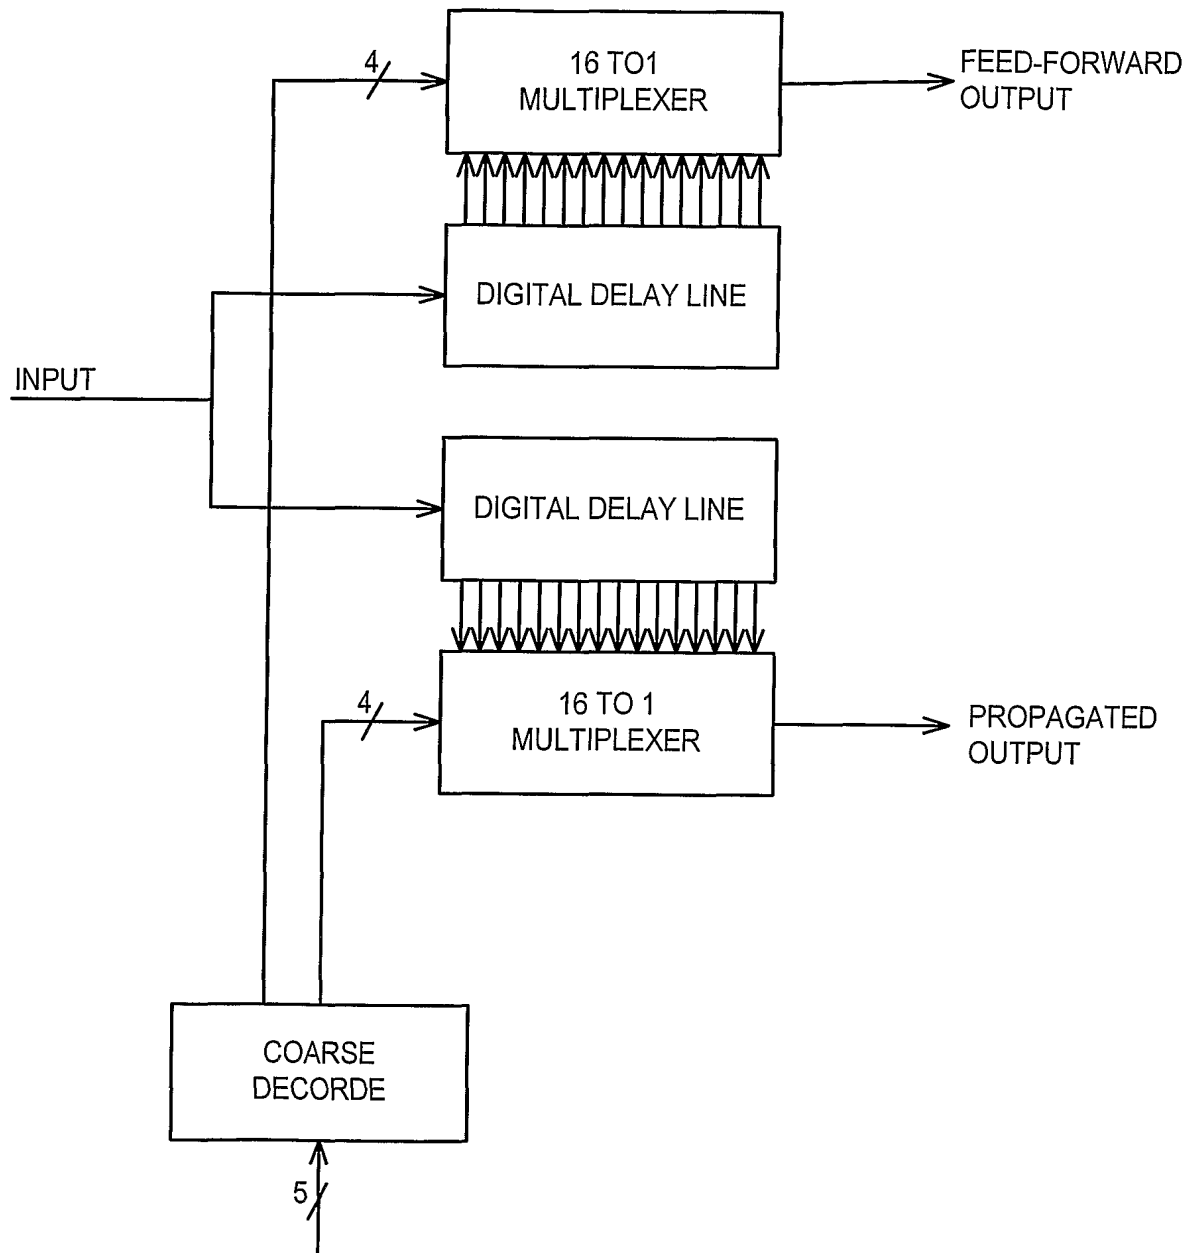 4
16 TO1
MULTIPLEXER
FEED-FORWARD
OUTPUT
DIGITAL DELAY LINE
INPUT
DIGITAL DELAY LINE
4
16 TO 1
MULTIPLEXER
PROPAGATED
OUTPUT
COARSE
DECORDE
5